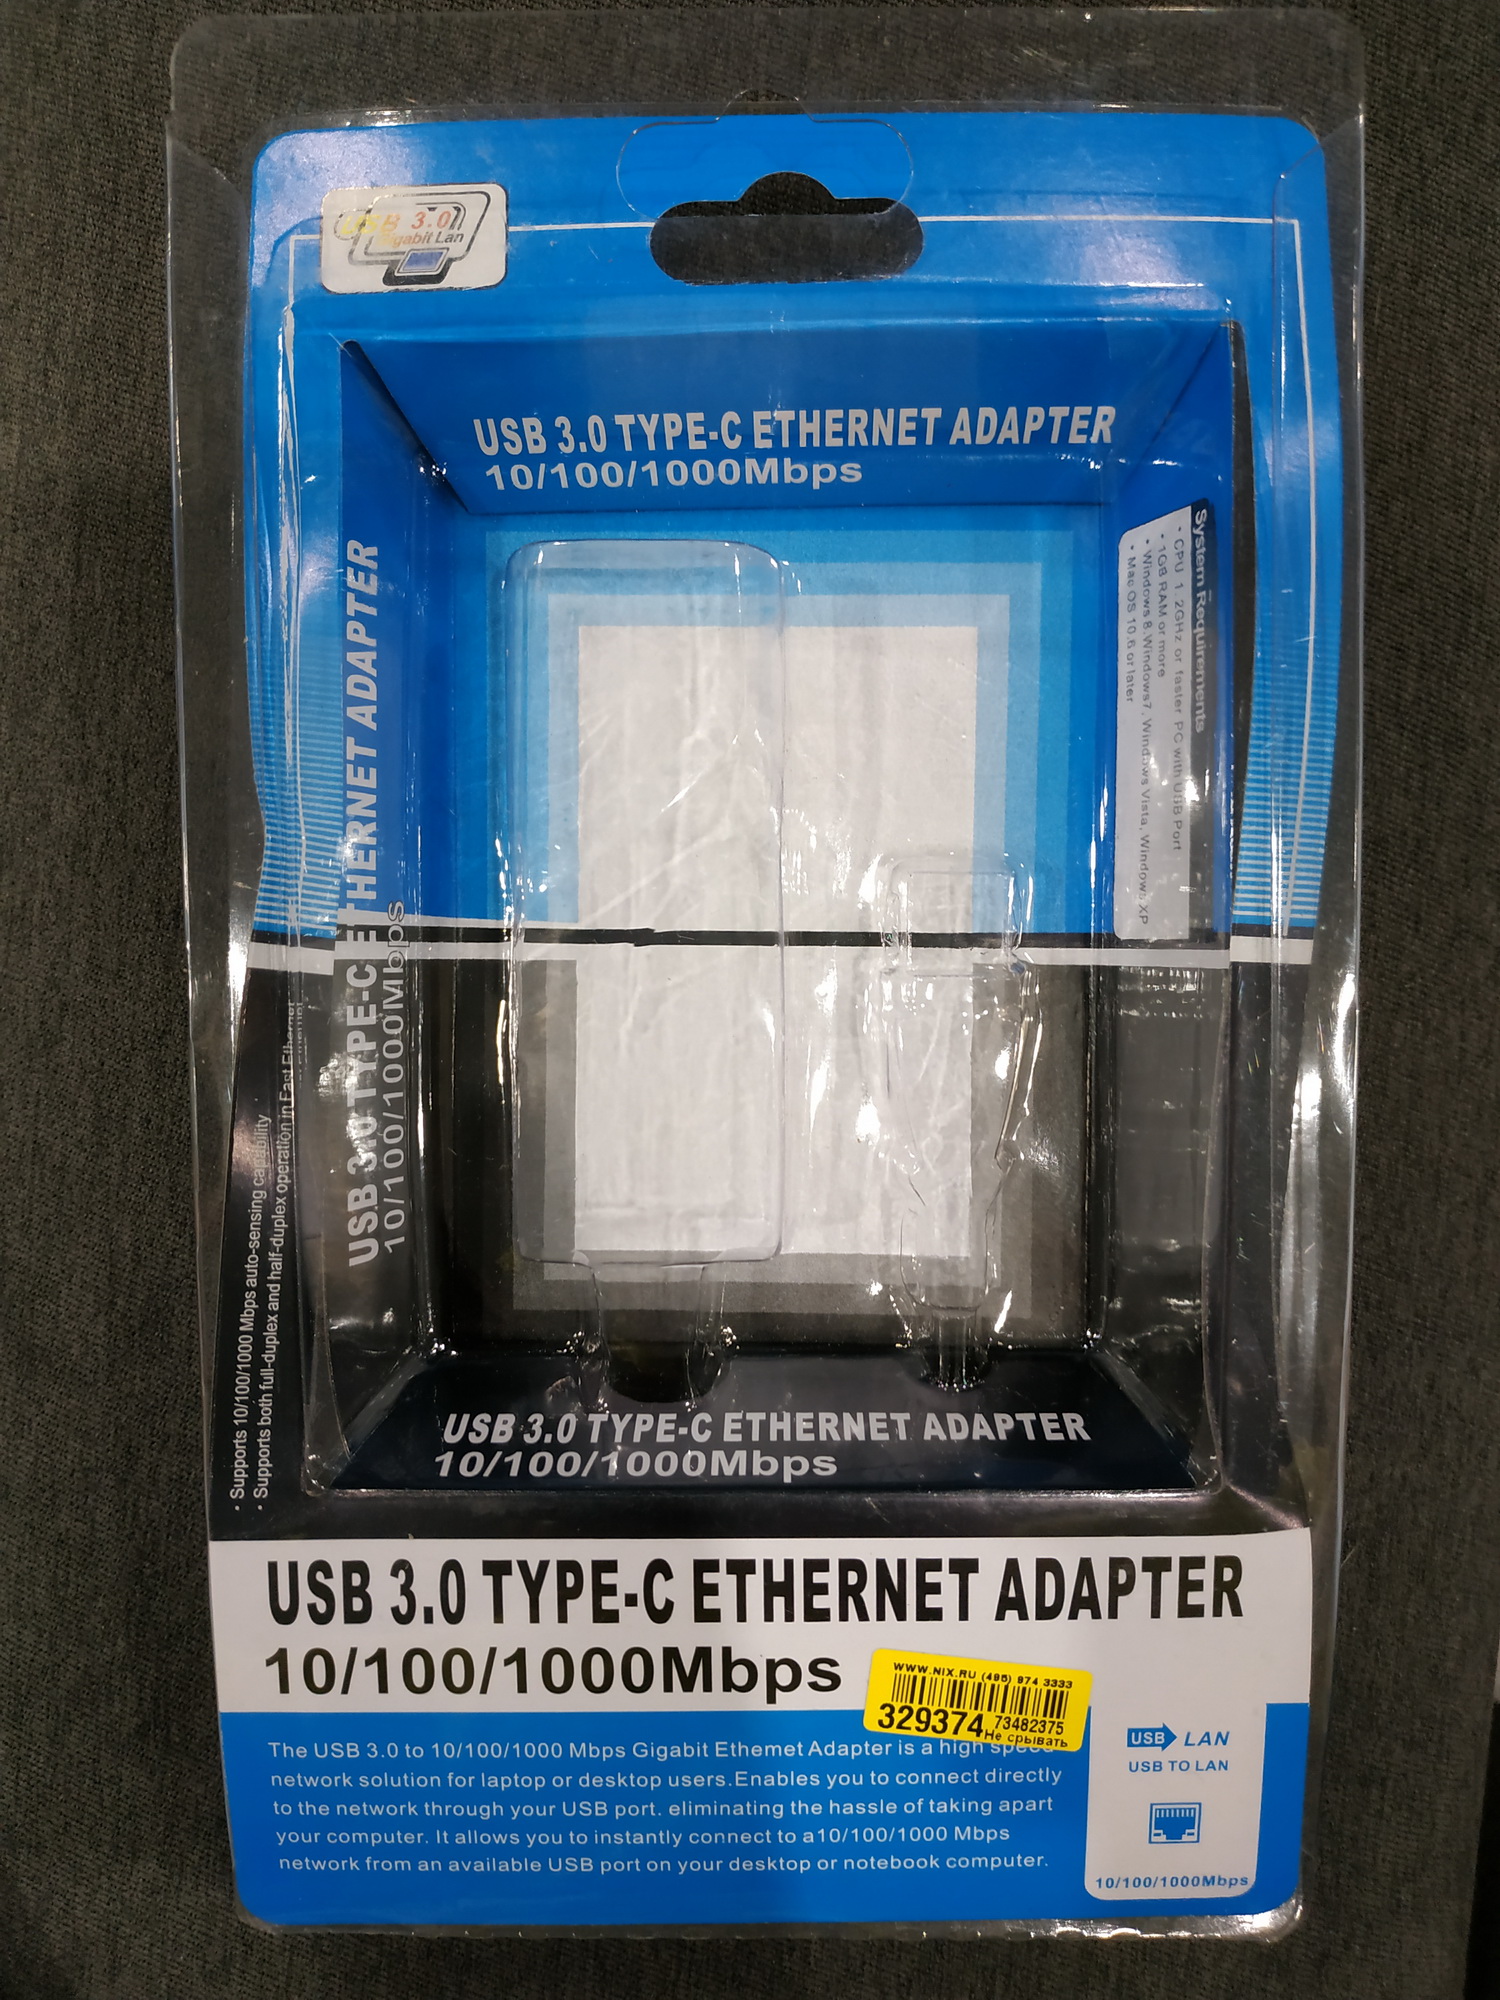 USB 3.0
Gigabit Lan
USB 3.0 TYPE-C ETHERNET ADAPTER
10/100/1000Mbps
System Requirements
· CPU 1.2GHz or faster PC with USB Port
· 1GB RAM or more
· Windows 8,Windows7, Windows Vista, Windows XP
· Mac OS 10.6 or later
USB 3.0 TYPE-C ETHERNET ADAPTER
10/100/1000Mbps
· Supports 10/100/1000 Mbps auto-sensing capability
· Supports both full-duplex and half-duplex operation in Fast Ethernet
USB 3.0 TYPE-C ETHERNET ADAPTER
10/100/1000Mbps
USB 3.0 TYPE-C ETHERNET ADAPTER
10/100/1000Mbps
WWW.NIX.RU (495) 974 3333
329374 73482375
Не срывать
The USB 3.0 to 10/100/1000 Mbps Gigabit Ethemet Adapter is a high speed
network solution for laptop or desktop users.Enables you to connect directly
to the network through your USB port. eliminating the hassle of taking apart
your computer. It allows you to instantly connect to a10/100/1000 Mbps
network from an available USB port on your desktop or notebook computer.
USB LAN
USB TO LAN
10/100/1000Mbps